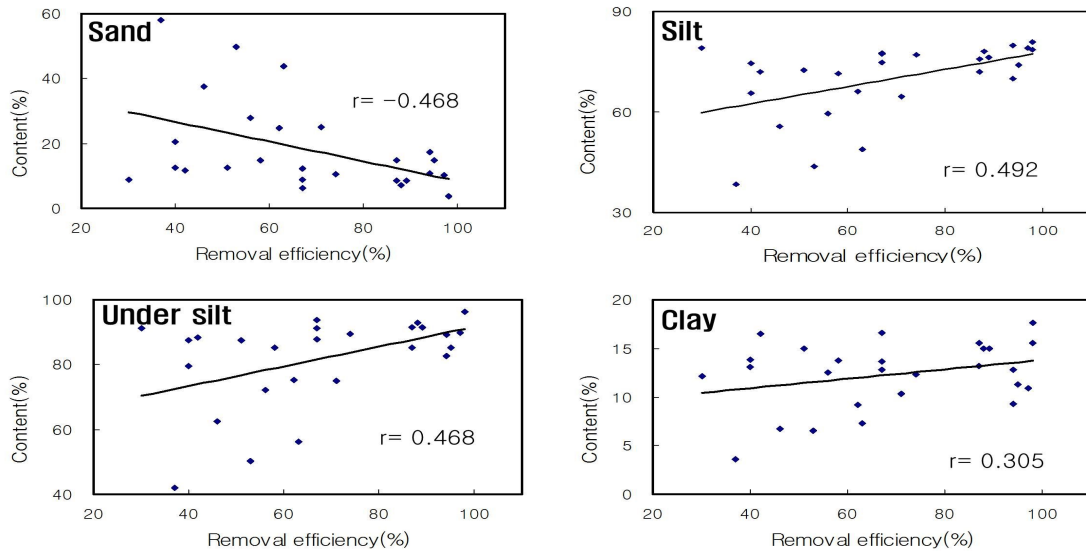 Sand
60
40
20
0
Content(%)
r= −0.468
20 40 60 80 100
Removal efficiency(%)
Silt
90
60
30
Content(%)
r= 0.492
20 40 60 80 100
Removal efficiency(%)
Under silt
100
80
60
40
Content(%)
r= 0.468
20 40 60 80 100
Removal efficiency(%)
Clay
20
15
10
5
0
Content(%)
r= 0.305
20 40 60 80 100
Removal efficiency(%)